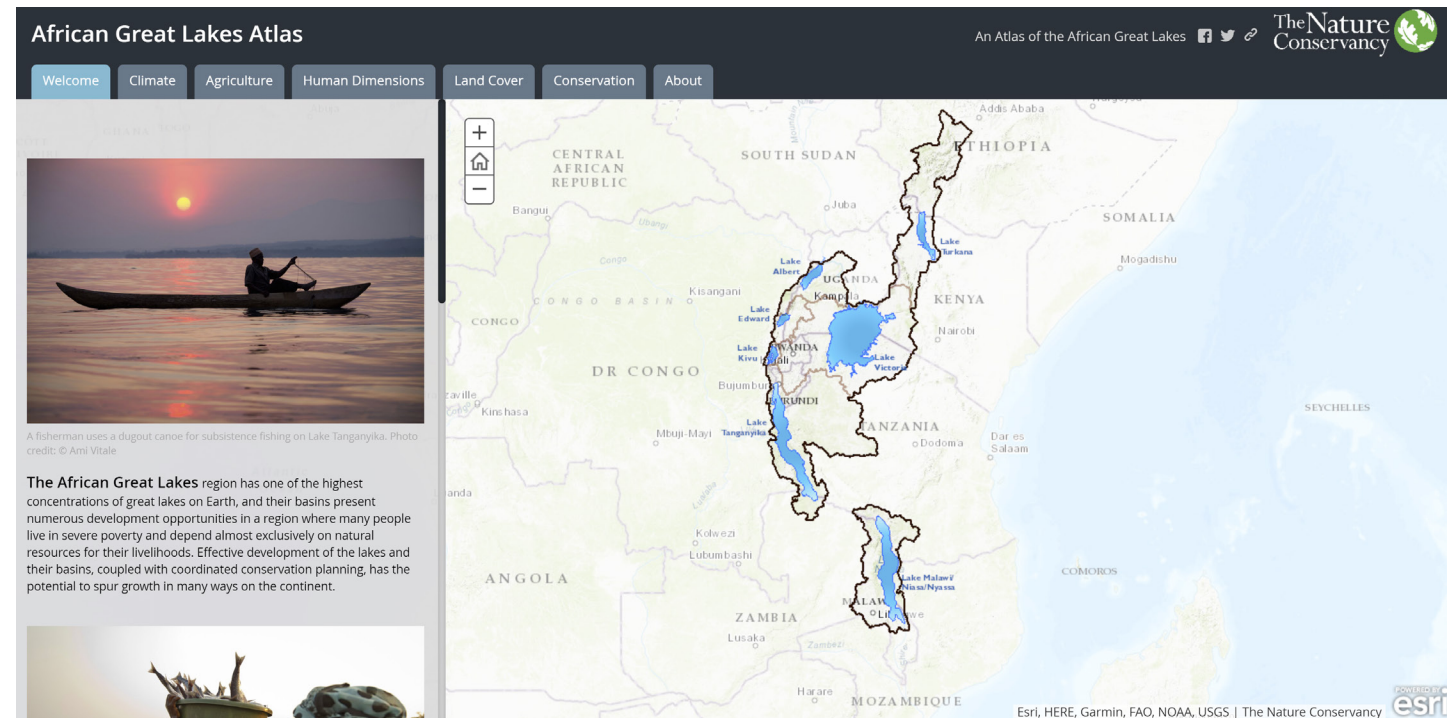 African Great Lakes Atlas
An Atlas of the African Great Lakes
The Nature
Conservancy
Welcome
Climate
Agriculture
Human Dimensions
Land Cover
Conservation
About
A fisherman uses a dugout canoe for subsistence fishing on Lake Tanganyika. Photo
credit: © Ami Vitale
The African Great Lakes region has one of the highest
concentrations of great lakes on Earth, and their basins present
numerous development opportunities in a region where many people
live in severe poverty and depend almost exclusively on natural
resources for their livelihoods. Effective development of the lakes and
their basins, coupled with coordinated conservation planning, has the
potential to spur growth in many ways on the continent.
+
−
Addis Ababa
ETHIOPIA
CENTRAL
AFRICAN
REPUBLIC
SOUTH SUDAN
Bangui
Juba
Ubangi
SOMALIA
Lake
Turkana
Mogadishu
Congo
Lake
Albert
UGANDA
Kampala
Kisangani
CONGO BASIN
KENYA
Lake
Edward
CONGO
Nairobi
Lake
Kivu
Lake
Victoria
DR CONGO
Bujumbura
BURUNDI
Kinshasa
SEYCHELLES
Mbuji-Mayi
Lake
Tanganyika
TANZANIA
Dodoma
Dar es
Salaam
Kolwezi
Lubumbashi
ANGOLA
COMOROS
Lake Malawi/
Niasa/Nyassa
ZAMBIA
Lusaka
Zambezi
Harare
MOZAMBIQUE
Esri, HERE, Garmin, FAO, NOAA, USGS | The Nature Conservancy
POWERED BY
esri